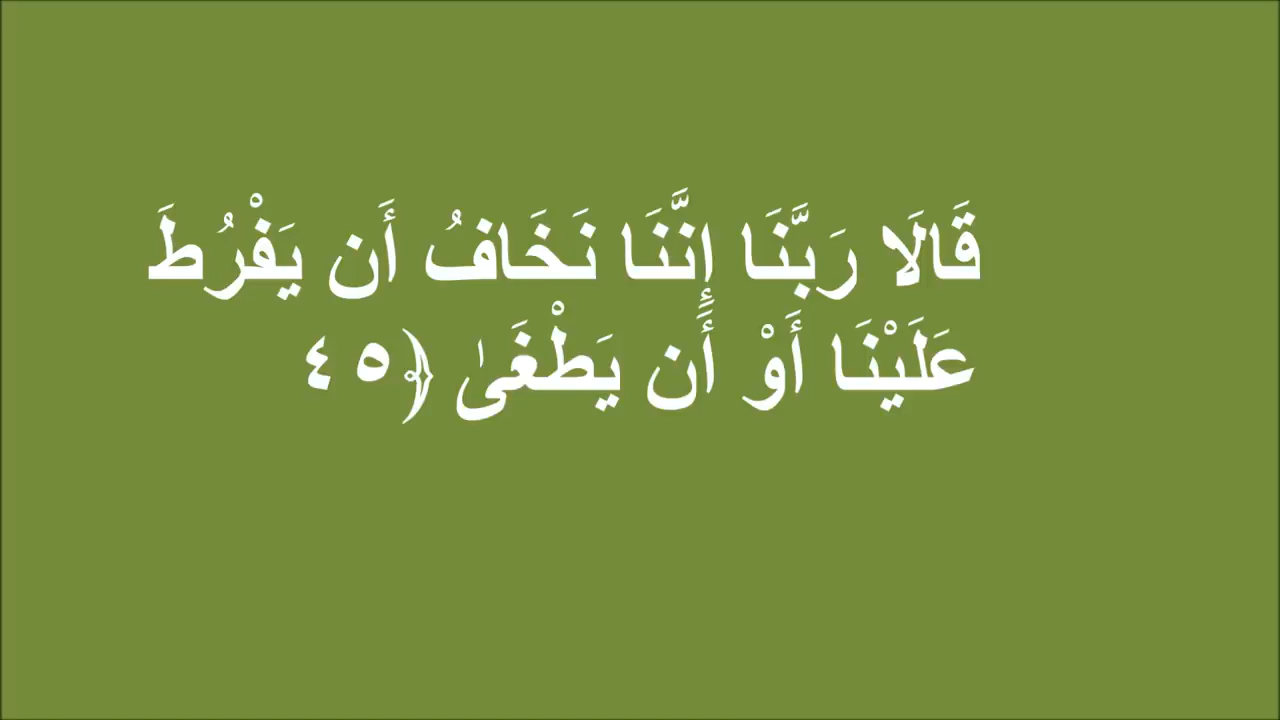 قَالَا رَبَّنَا إِنَّنَا نَخَافُ أَن يَفْرُطَ
عَلَيْنَا أَوْ أَن يَطْغَىٰ ﴿٤٥